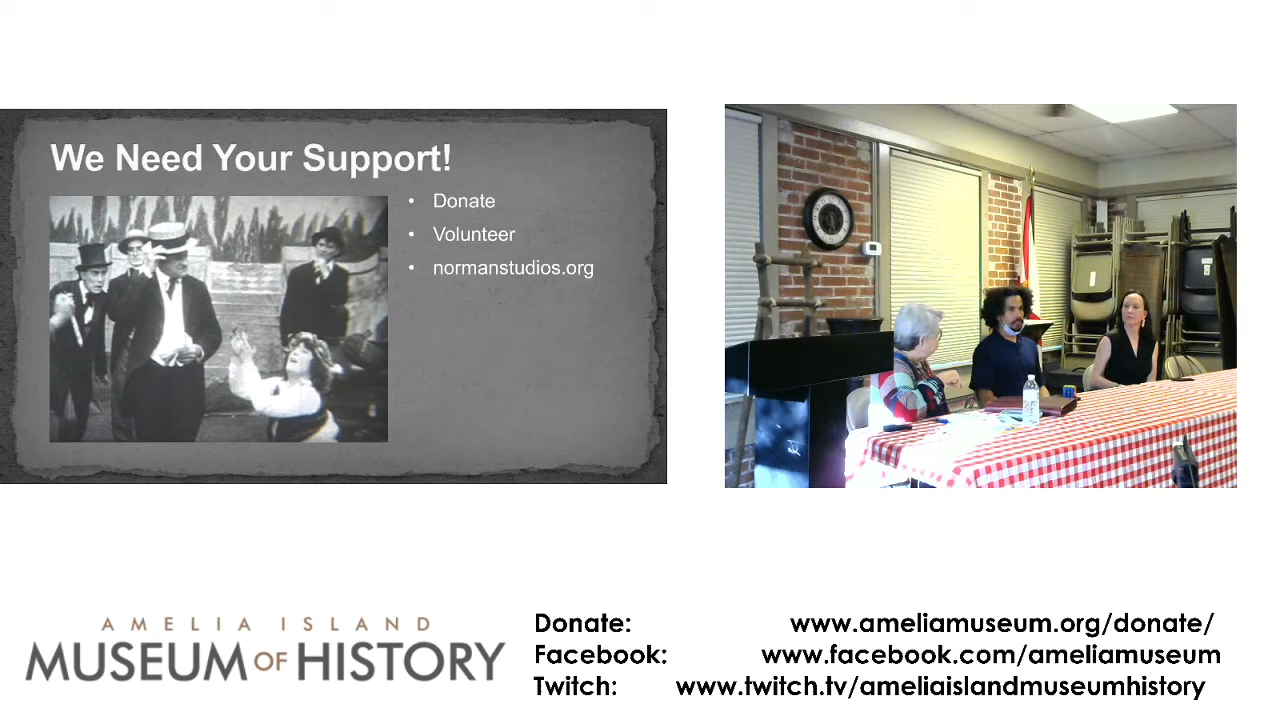 We Need Your Support!
• Donate
• Volunteer
• normanstudios.org
AMELIA ISLAND
MUSEUM OF HISTORY
Donate: www.ameliamuseum.org/donate/
Facebook: www.facebook.com/ameliamuseum
Twitch: www.twitch.tv/ameliaislandmuseumhistory